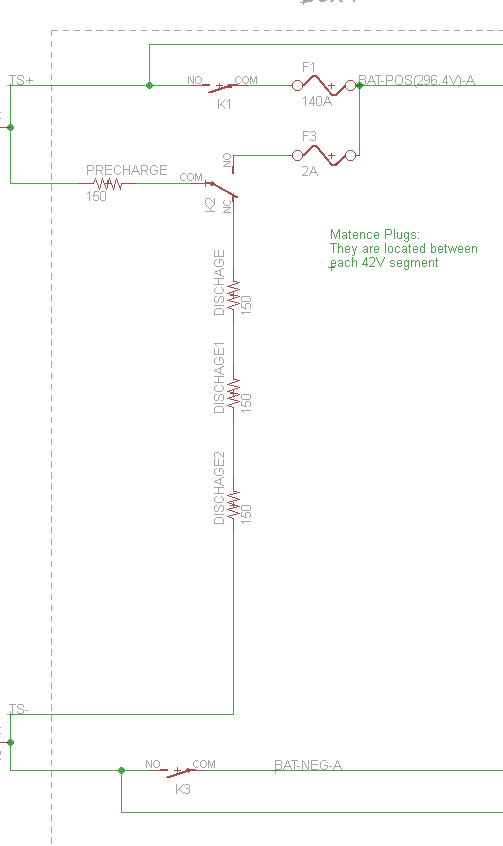 TS+
NO
COM
K1
F1
140A
BAT-POS(296.4V)-A
F3
2A
PRECHARGE
150
COM
NO
K2
NC
Matence Plugs:
They are located between
each 42V segment
DISCHAGE
150
DISCHAGE1
150
DISCHAGE2
150
TS-
NO
COM
K3
BAT-NEG-A